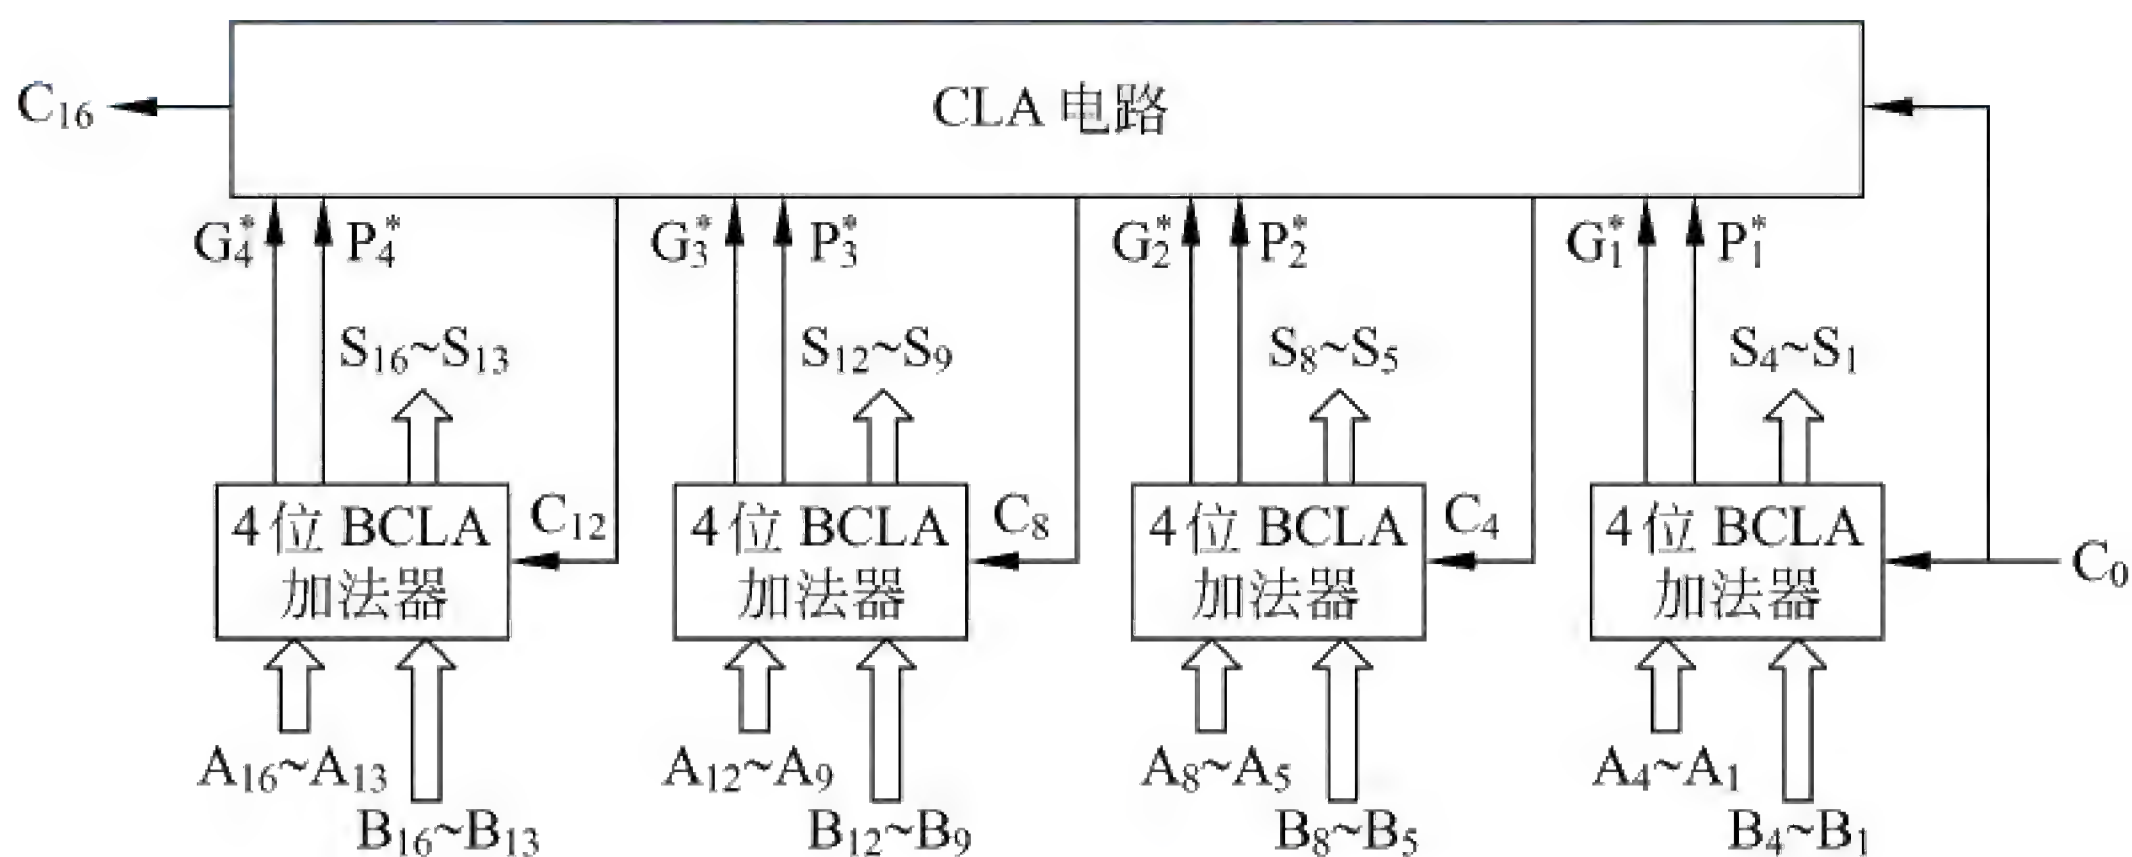 C₁₆
CLA 电路
G₄* P₄* G₃* P₃* G₂* P₂* G₁* P₁*
S₁₆~S₁₃ S₁₂~S₉ S₈~S₅ S₄~S₁
4位 BCLA 加法器 C₁₂
4位 BCLA 加法器 C₈
4位 BCLA 加法器 C₄
4位 BCLA 加法器 C₀
A₁₆~A₁₃ A₁₂~A₉ A₈~A₅ A₄~A₁
B₁₆~B₁₃ B₁₂~B₉ B₈~B₅ B₄~B₁